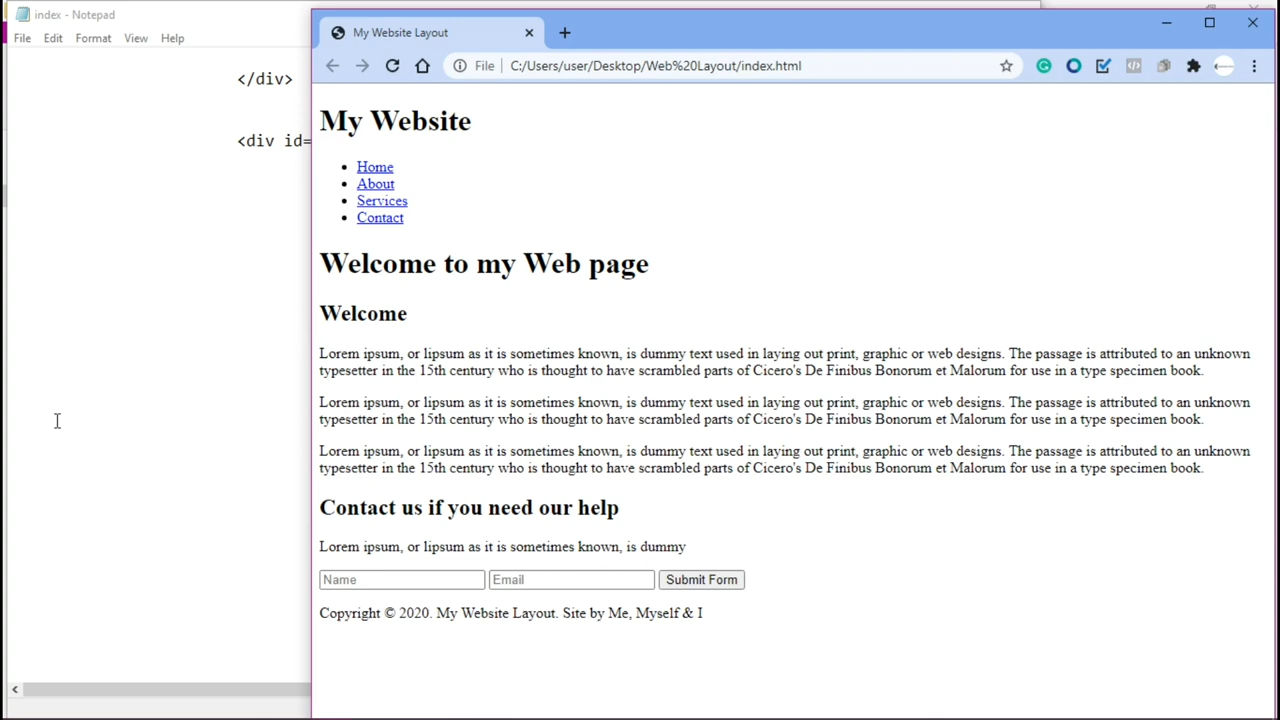 index - Notepad
File Edit Format View Help
</div>
<div id=
My Website Layout
File C:/Users/user/Desktop/Web%20Layout/index.html
My Website
Home
About
Services
Contact
Welcome to my Web page
Welcome
Lorem ipsum, or lipsum as it is sometimes known, is dummy text used in laying out print, graphic or web designs. The passage is attributed to an unknown
typesetter in the 15th century who is thought to have scrambled parts of Cicero's De Finibus Bonorum et Malorum for use in a type specimen book.
Lorem ipsum, or lipsum as it is sometimes known, is dummy text used in laying out print, graphic or web designs. The passage is attributed to an unknown
typesetter in the 15th century who is thought to have scrambled parts of Cicero's De Finibus Bonorum et Malorum for use in a type specimen book.
Lorem ipsum, or lipsum as it is sometimes known, is dummy text used in laying out print, graphic or web designs. The passage is attributed to an unknown
typesetter in the 15th century who is thought to have scrambled parts of Cicero's De Finibus Bonorum et Malorum for use in a type specimen book.
Contact us if you need our help
Lorem ipsum, or lipsum as it is sometimes known, is dummy
Name Email Submit Form
Copyright © 2020. My Website Layout. Site by Me, Myself & I